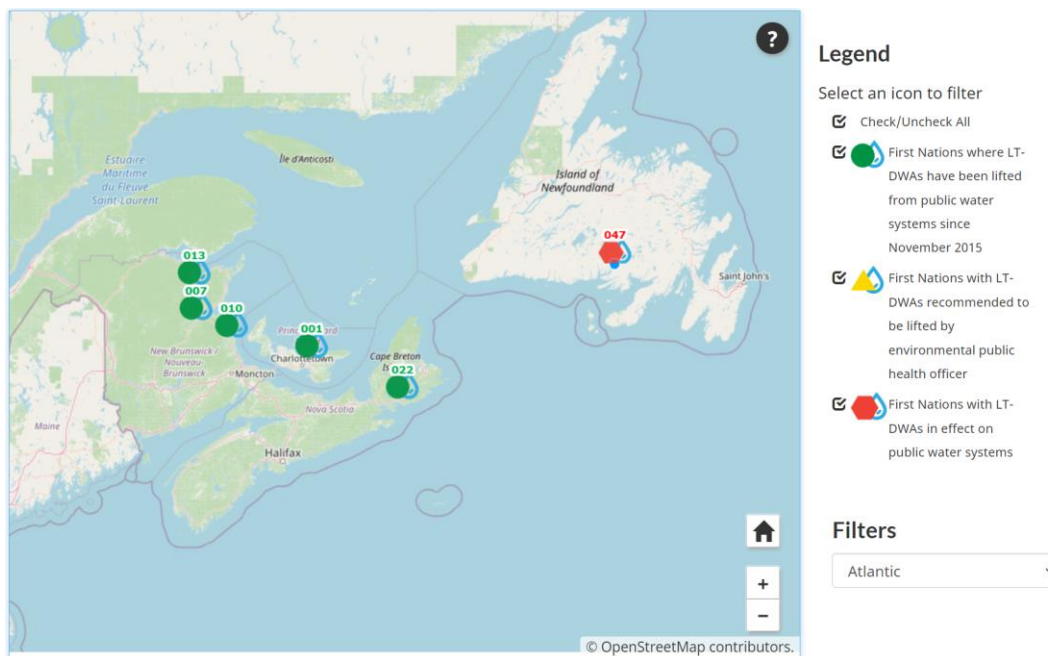 ?
Estuaire
Maritime
du Fleuve
Saint-Laurent
Île d'Anticosti
Island of
Newfoundland
047
Saint John's
013
007
010
001
Charlottetown
New Brunswick /
Nouveau-
Brunswick
Moncton
Cape Breton
022
Nova Scotia
Maine
Halifax
+
−
© OpenStreetMap contributors.
Legend
Select an icon to filter
Check/Uncheck All
First Nations where LT-
DWAs have been lifted
from public water
systems since
November 2015
First Nations with LT-
DWAs recommended to
be lifted by
environmental public
health officer
First Nations with LT-
DWAs in effect on
public water systems
Filters
Atlantic